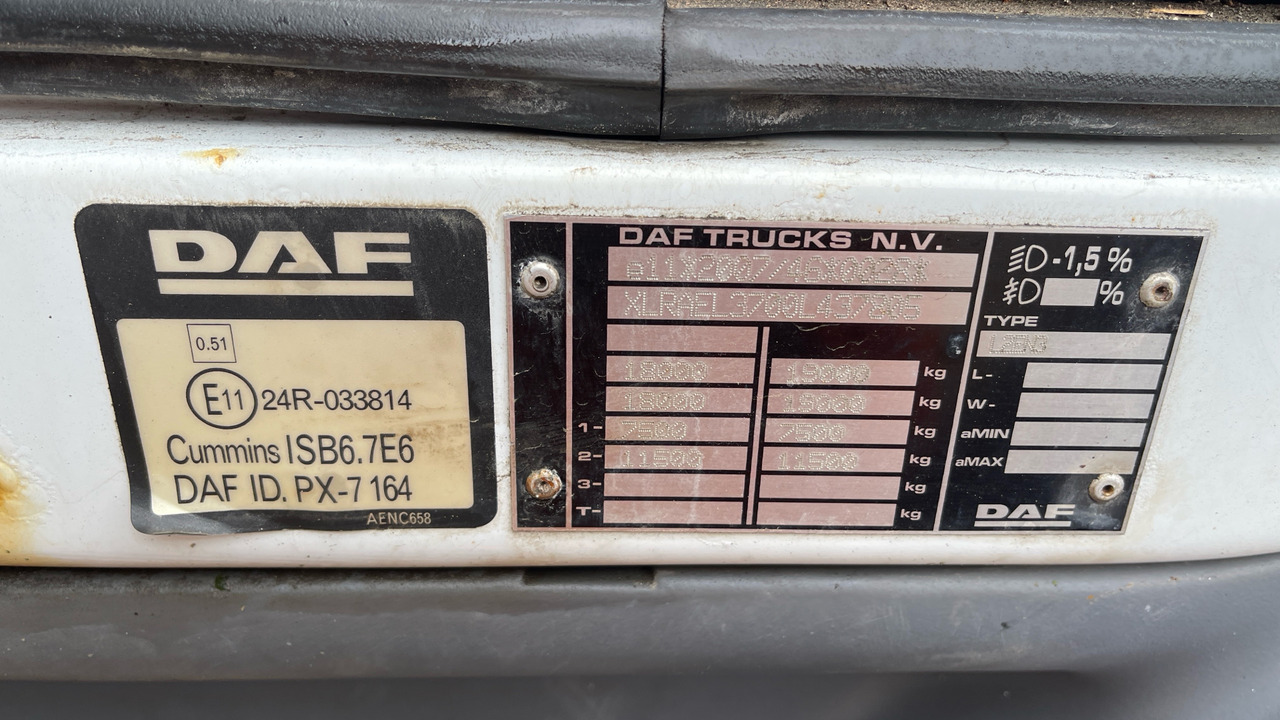 DAF
0.51
E11 24R-033814
Cummins ISB6.7E6
DAF ID. PX-7 164
AENC658
DAF TRUCKS N.V.
XLRAEL3700L437805
18000 19000 kg
18000 19000 kg
1- 7500 7500 kg
2- 11500 11500 kg
3- kg
T- kg
-1,5%
%
TYPE
L-
W-
aMIN
aMAX
DAF